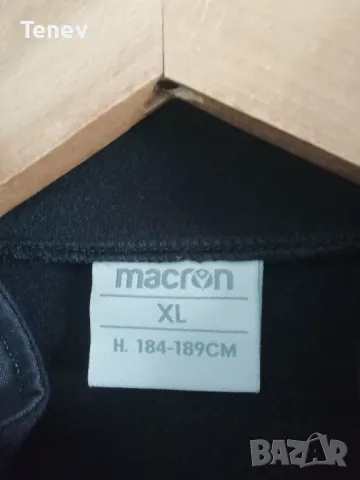 Tenev
macron
XL
H. 184-189CM
BAZAR